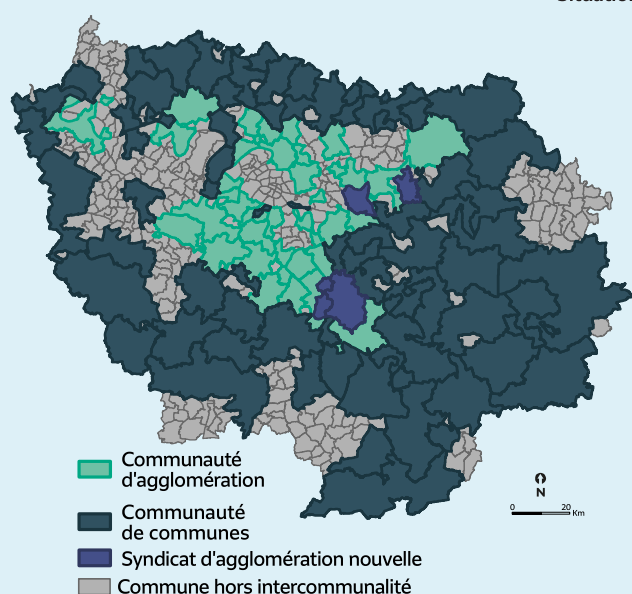 Communauté
d'agglomération
Communauté
de communes
Syndicat d'agglomération nouvelle
Commune hors intercommunalité
N
0 20 Km